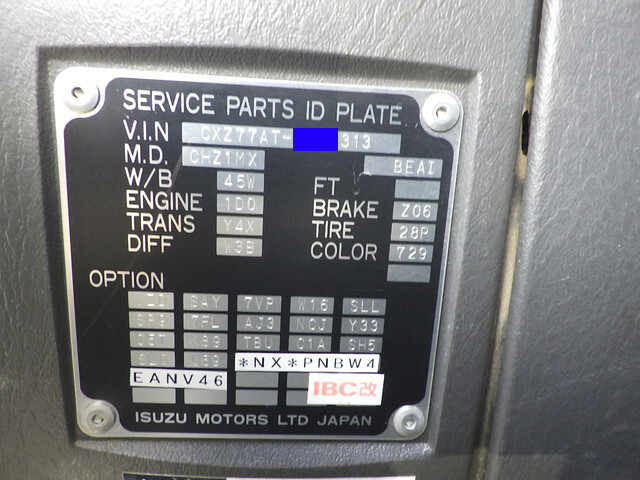 SERVICE PARTS ID PLATE
V.I.N CXZ77AT- 313
M.D. CHZ1MX BEAI
W/B 45W FT
ENGINE 1D0 BRAKE Z06
TRANS Y4X TIRE 28P
DIFF W3B COLOR 729
OPTION
SAY 7VP W16 SLL
TFL AJ3 NCJ Y33
K89 TBU C1A SH5
*NX*PNBW4
EANV46
IBC改
ISUZU MOTORS LTD JAPAN